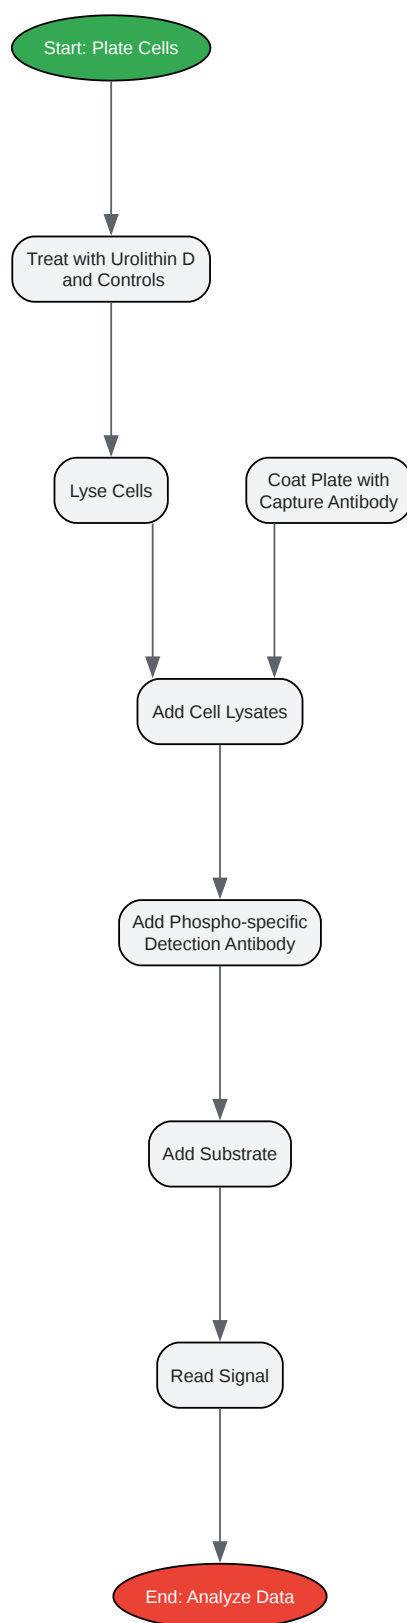 Start: Plate Cells
Treat with Urolithin D
and Controls
Lyse Cells
Coat Plate with
Capture Antibody
Add Cell Lysates
Add Phospho-specific
Detection Antibody
Add Substrate
Read Signal
End: Analyze Data